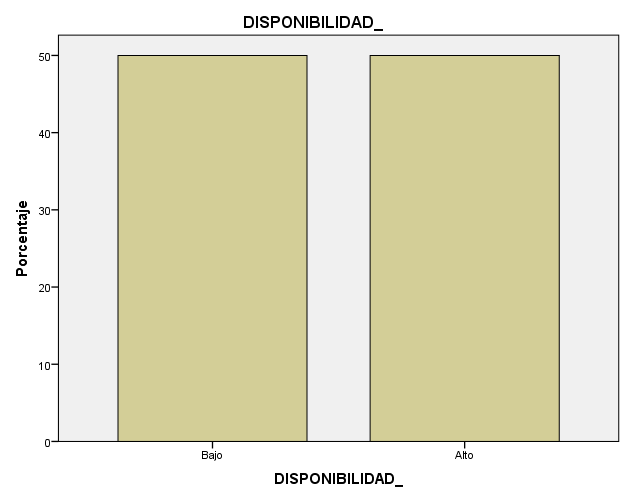 DISPONIBILIDAD_
50
40
30
20
10
0
Porcentaje
Bajo Alto
DISPONIBILIDAD_